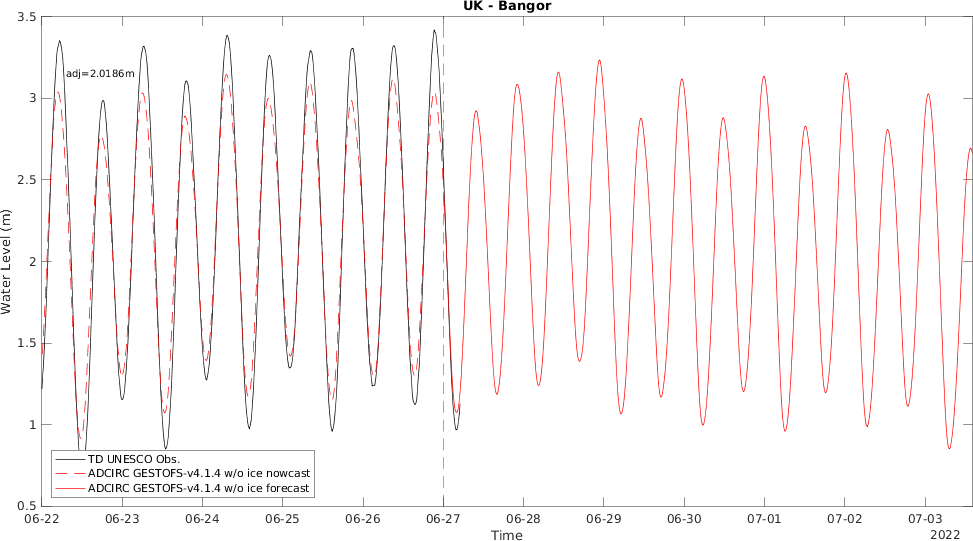 UK - Bangor
adj=2.0186m
Water Level (m)
3.5
3
2.5
2
1.5
1
0.5
TD UNESCO Obs.
ADCIRC GESTOFS-v4.1.4 w/o ice nowcast
ADCIRC GESTOFS-v4.1.4 w/o ice forecast
06-22 06-23 06-24 06-25 06-26 06-27 06-28 06-29 06-30 07-01 07-02 07-03
Time
2022